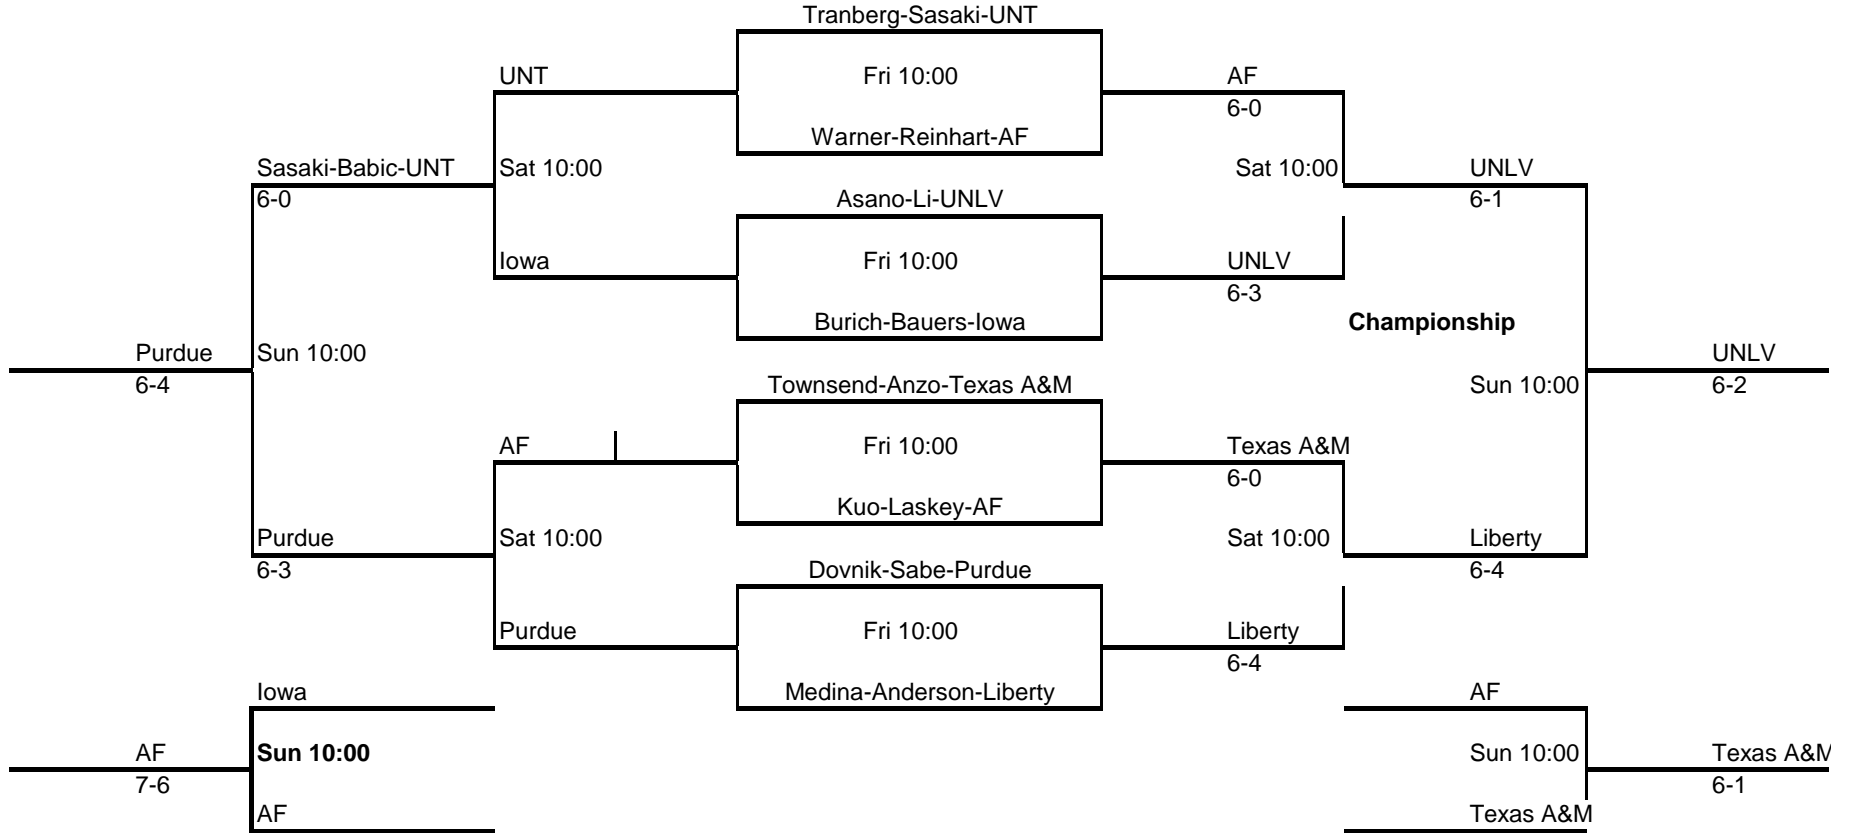 Tranberg-Sasaki-UNT
UNT Fri 10:00 AF
6-0
Warner-Reinhart-AF
Sasaki-Babic-UNT Sat 10:00 Sat 10:00 UNLV
6-0 Asano-Li-UNLV 6-1
Iowa Fri 10:00 UNLV
6-3
Burich-Bauers-Iowa Championship
Purdue Sun 10:00 UNLV
6-4 Townsend-Anzo-Texas A&M Sun 10:00 6-2
AF Fri 10:00 Texas A&M
6-0
Kuo-Laskey-AF
Purdue Sat 10:00 Sat 10:00 Liberty
6-3 Dovnik-Sabe-Purdue 6-4
Purdue Fri 10:00 Liberty
6-4
Iowa Medina-Anderson-Liberty AF
AF Sun 10:00 Sun 10:00 Texas A&M
7-6 6-1
AF Texas A&M